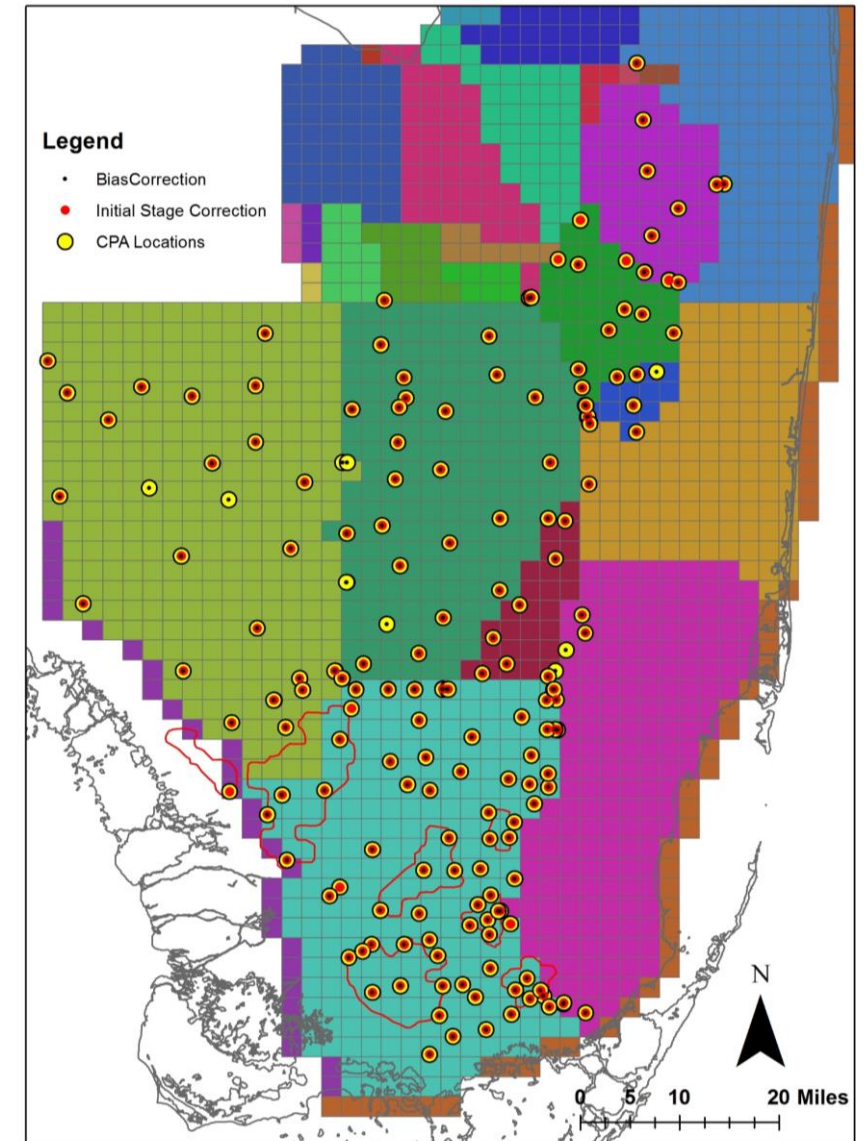 Legend
BiasCorrection
Initial Stage Correction
CPA Locations
N
0 5 10 20 Miles